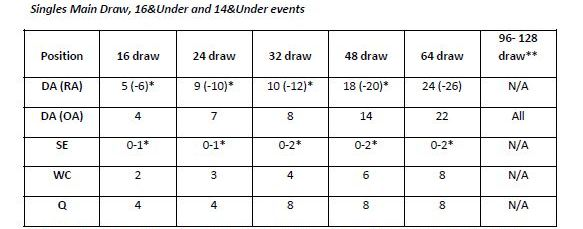 Singles Main Draw, 16&Under and 14&Under events
Position 16 draw 24 draw 32 draw 48 draw 64 draw 96- 128 draw**
DA (RA) 5 (-6)* 9 (-10)* 10 (-12)* 18 (-20)* 24 (-26) N/A
DA (OA) 4 7 8 14 22 All
SE 0-1* 0-1* 0-2* 0-2* 0-2* N/A
WC 2 3 4 6 8 N/A
Q 4 4 8 8 8 N/A